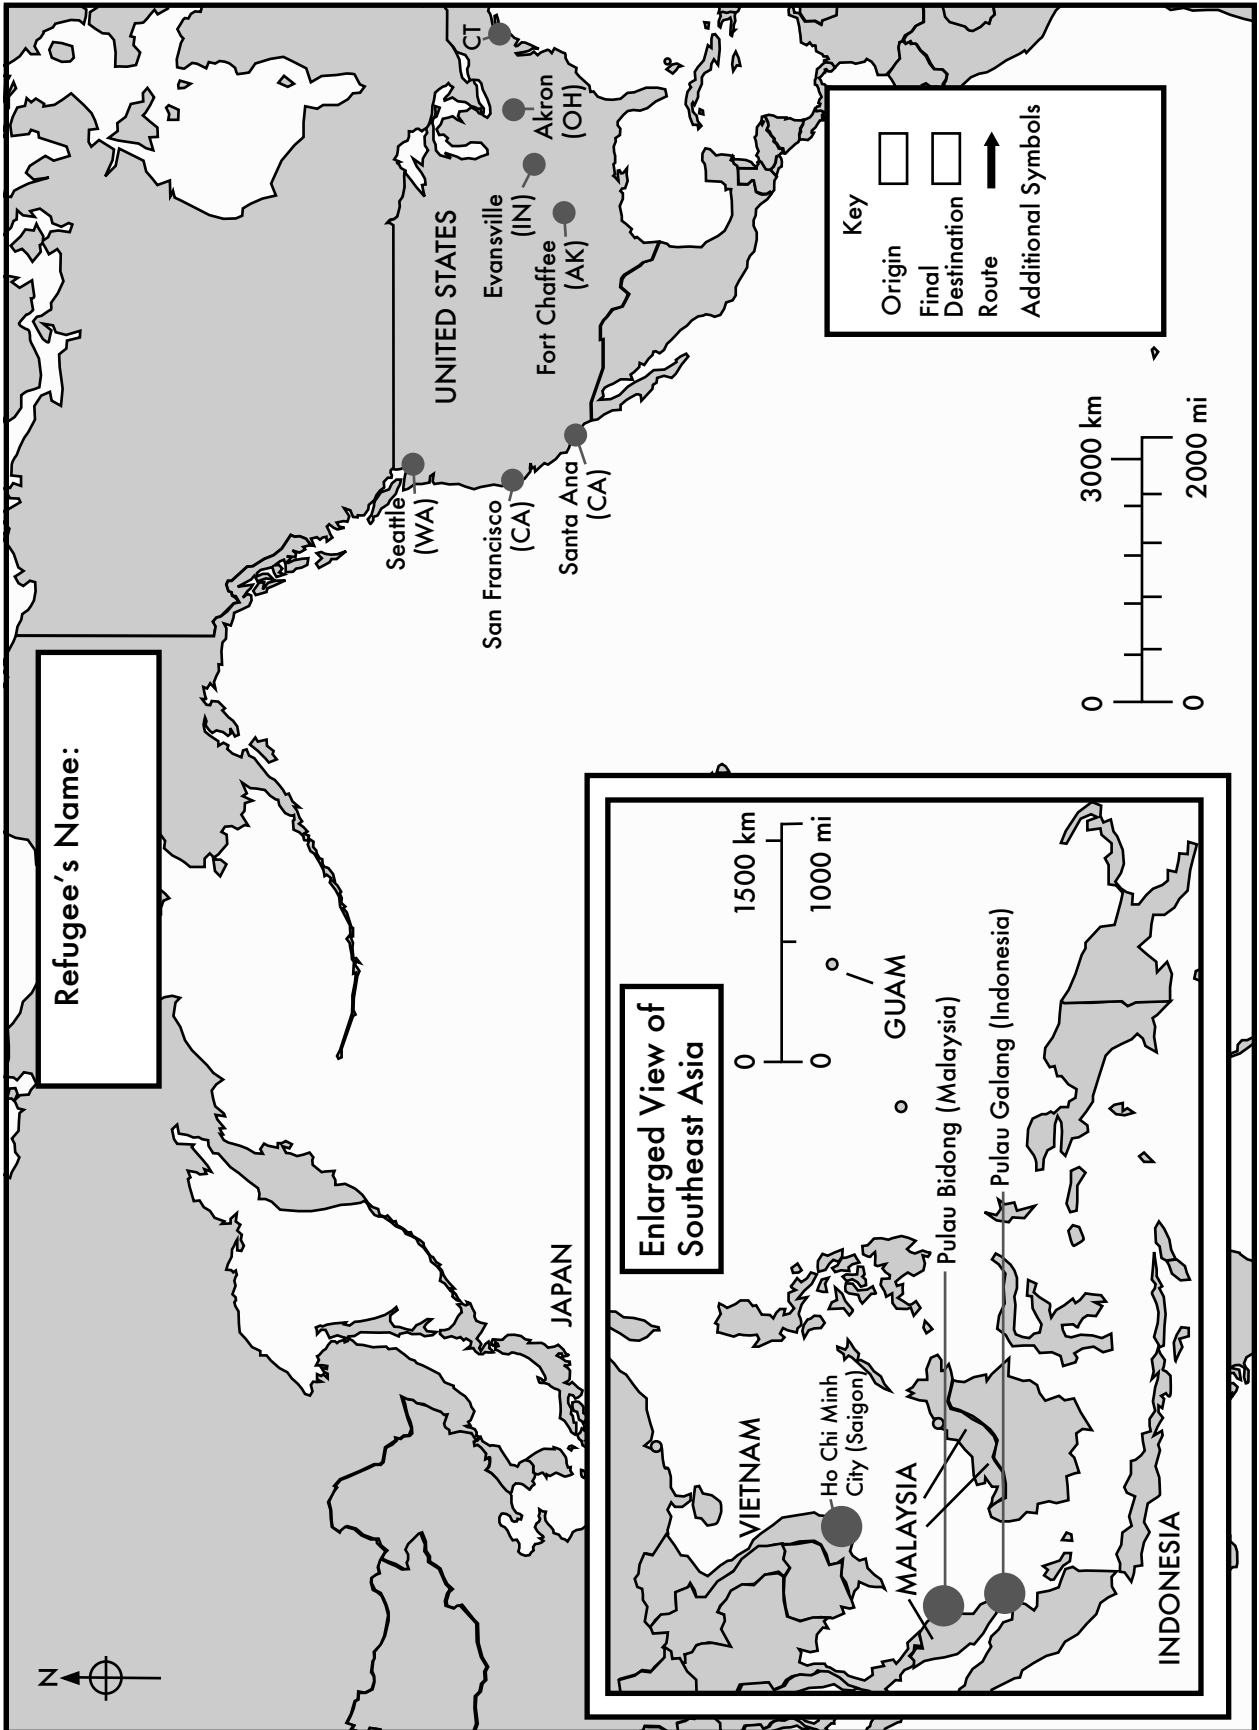 Refugee's Name:
N
UNITED STATES
Seattle
(WA)
San Francisco
(CA)
Santa Ana
(CA)
Fort Chaffee
(AK)
Evansville
(IN)
Akron
(OH)
CT
JAPAN
Key
Origin
Final
Destination
Route
Additional Symbols
0
3000 km
0
2000 mi
Enlarged View of
Southeast Asia
0
1500 km
0
1000 mi
GUAM
VIETNAM
Ho Chi Minh
City (Saigon)
MALAYSIA
Pulau Bidong (Malaysia)
Pulau Galang (Indonesia)
INDONESIA